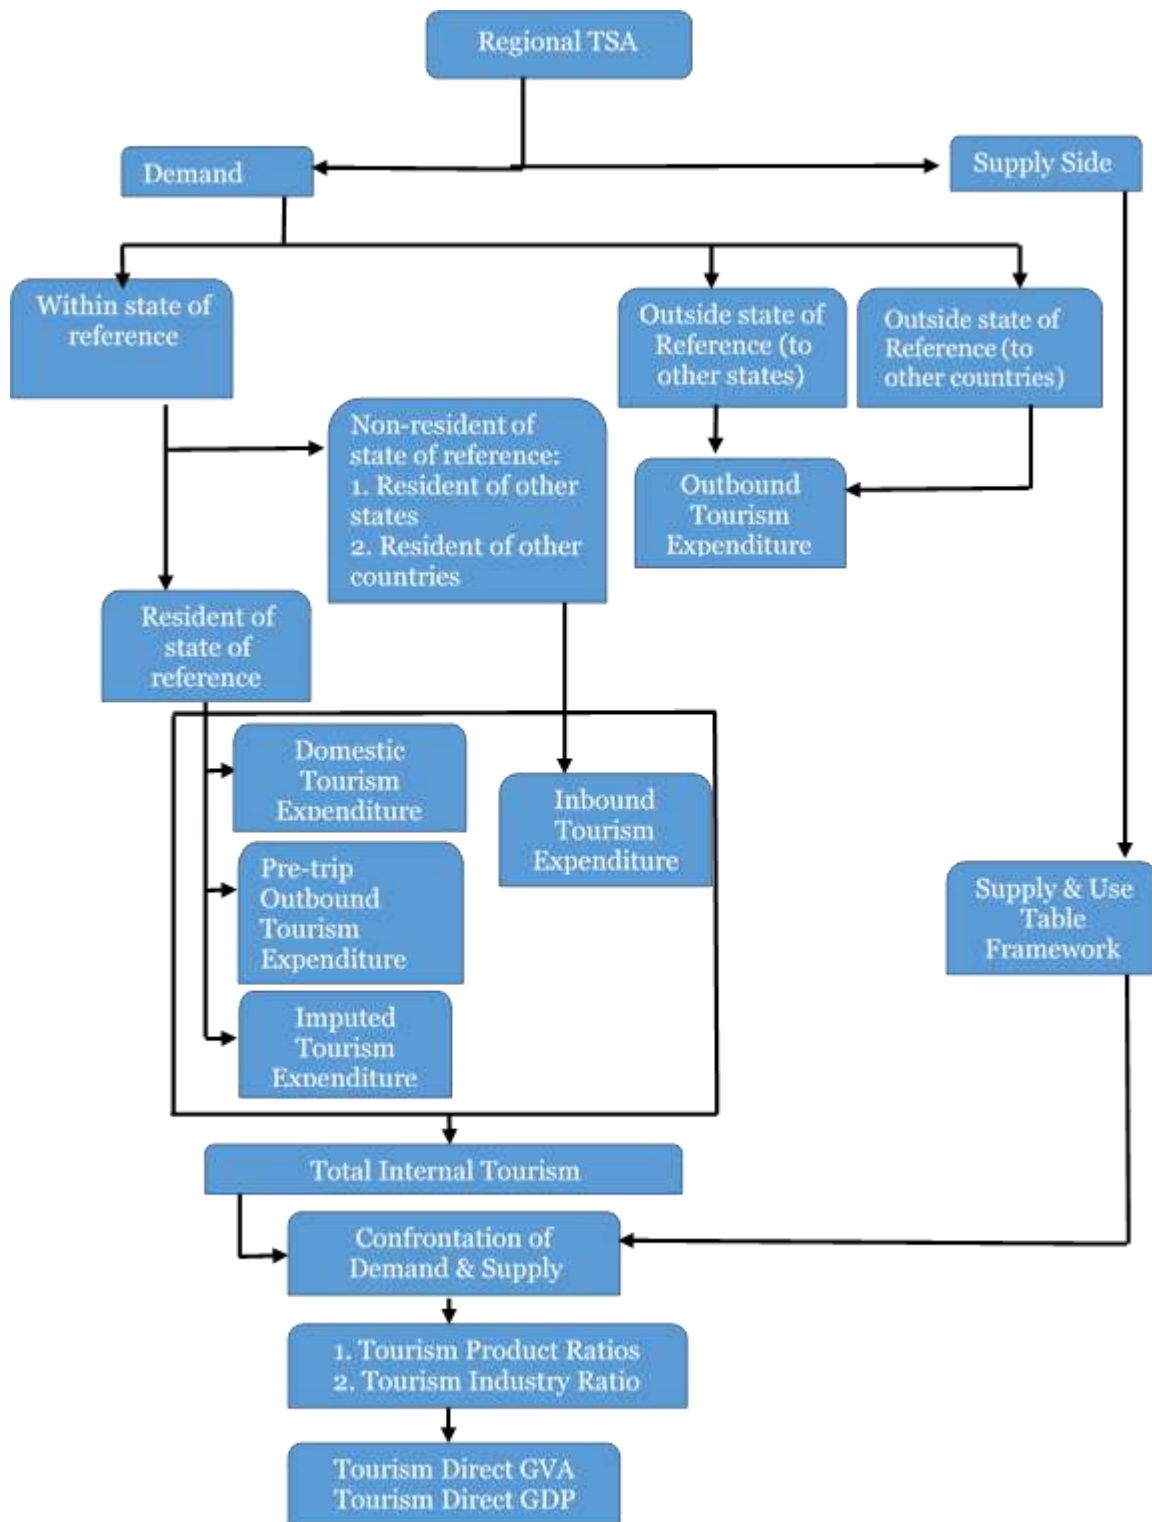 Regional TSA
Demand
Supply Side
Within state of
reference
Outside state of
Reference (to
other states)
Outside state of
Reference (to
other countries)
Non-resident of
state of reference:
1. Resident of other
states
2. Resident of other
countries
Outbound
Tourism
Expenditure
Resident of
state of
reference
Domestic
Tourism
Expenditure
Inbound
Tourism
Expenditure
Pre-trip
Outbound
Tourism
Expenditure
Supply & Use
Table
Framework
Imputed
Tourism
Expenditure
Total Internal Tourism
Confrontation of
Demand & Supply
1. Tourism Product Ratios
2. Tourism Industry Ratio
Tourism Direct GVA
Tourism Direct GDP